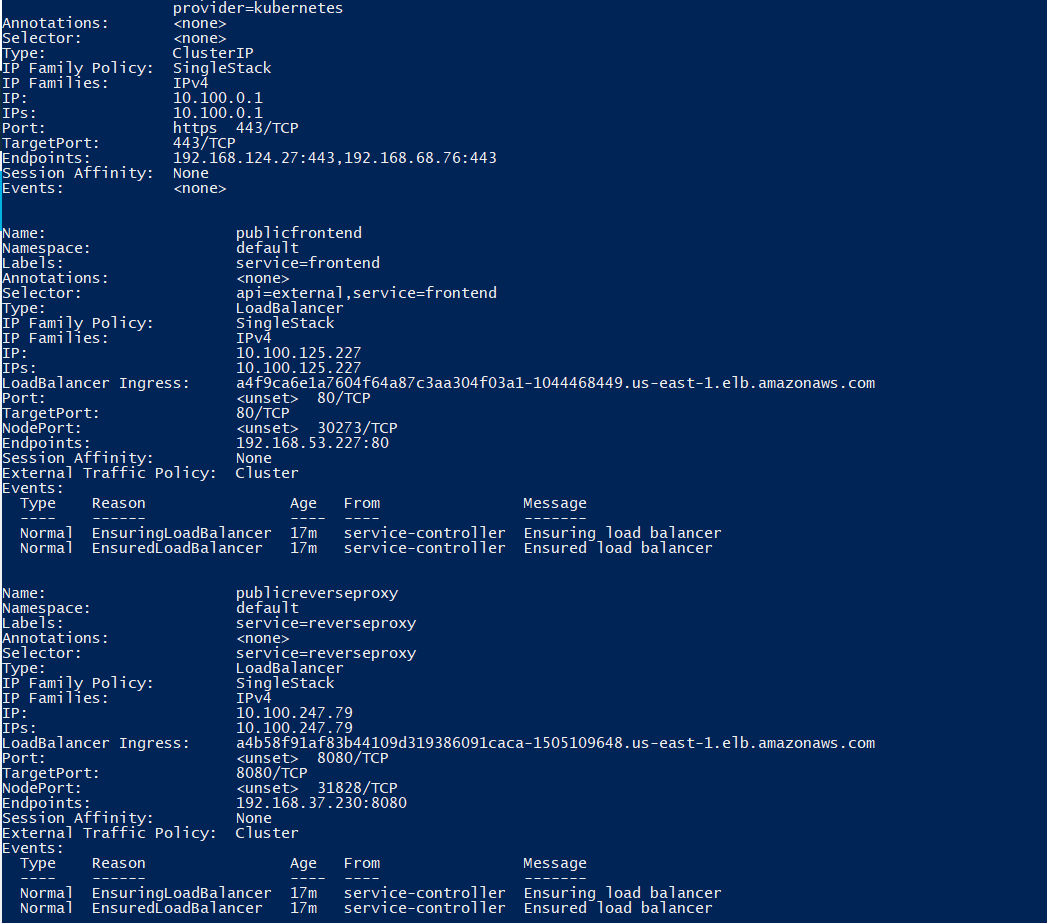 provider=kubernetes
Annotations: <none>
Selector: <none>
Type: ClusterIP
IP Family Policy: SingleStack
IP Families: IPv4
IP: 10.100.0.1
IPs: 10.100.0.1
Port: https 443/TCP
TargetPort: 443/TCP
Endpoints: 192.168.124.27:443,192.168.68.76:443
Session Affinity: None
Events: <none>
Name: publicfrontend
Namespace: default
Labels: service=frontend
Annotations: <none>
Selector: api=external,service=frontend
Type: LoadBalancer
IP Family Policy: SingleStack
IP Families: IPv4
IP: 10.100.125.227
IPs: 10.100.125.227
LoadBalancer Ingress: a4f9ca6e1a7604f64a87c3aa304f03a1-1044468449.us-east-1.elb.amazonaws.com
Port: <unset> 80/TCP
TargetPort: 80/TCP
NodePort: <unset> 30273/TCP
Endpoints: 192.168.53.227:80
Session Affinity: None
External Traffic Policy: Cluster
Events:
Type Reason Age From Message
---- ------ ---- ---- -------
Normal EnsuringLoadBalancer 17m service-controller Ensuring load balancer
Normal EnsuredLoadBalancer 17m service-controller Ensured load balancer
Name: publicreverseproxy
Namespace: default
Labels: service=reverseproxy
Annotations: <none>
Selector: service=reverseproxy
Type: LoadBalancer
IP Family Policy: SingleStack
IP Families: IPv4
IP: 10.100.247.79
IPs: 10.100.247.79
LoadBalancer Ingress: a4b58f91af83b44109d319386091caca-1505109648.us-east-1.elb.amazonaws.com
Port: <unset> 8080/TCP
TargetPort: 8080/TCP
NodePort: <unset> 31828/TCP
Endpoints: 192.168.37.230:8080
Session Affinity: None
External Traffic Policy: Cluster
Events:
Type Reason Age From Message
---- ------ ---- ---- -------
Normal EnsuringLoadBalancer 17m service-controller Ensuring load balancer
Normal EnsuredLoadBalancer 17m service-controller Ensured load balancer